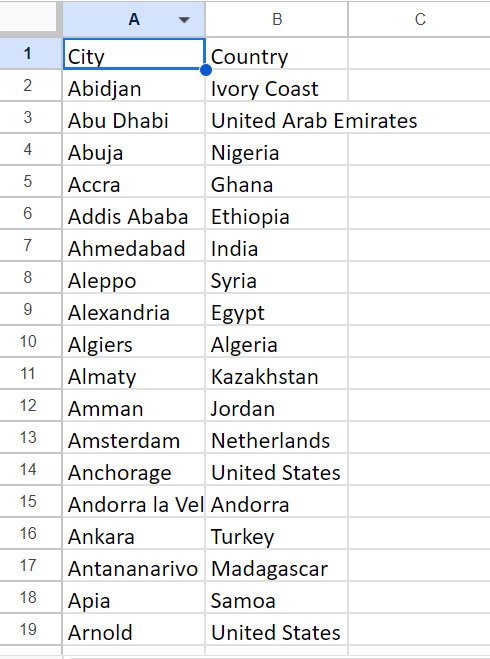 A B C
1 City Country
2 Abidjan Ivory Coast
3 Abu Dhabi United Arab Emirates
4 Abuja Nigeria
5 Accra Ghana
6 Addis Ababa Ethiopia
7 Ahmedabad India
8 Aleppo Syria
9 Alexandria Egypt
10 Algiers Algeria
11 Almaty Kazakhstan
12 Amman Jordan
13 Amsterdam Netherlands
14 Anchorage United States
15 Andorra la Vel Andorra
16 Ankara Turkey
17 Antananarivo Madagascar
18 Apia Samoa
19 Arnold United States